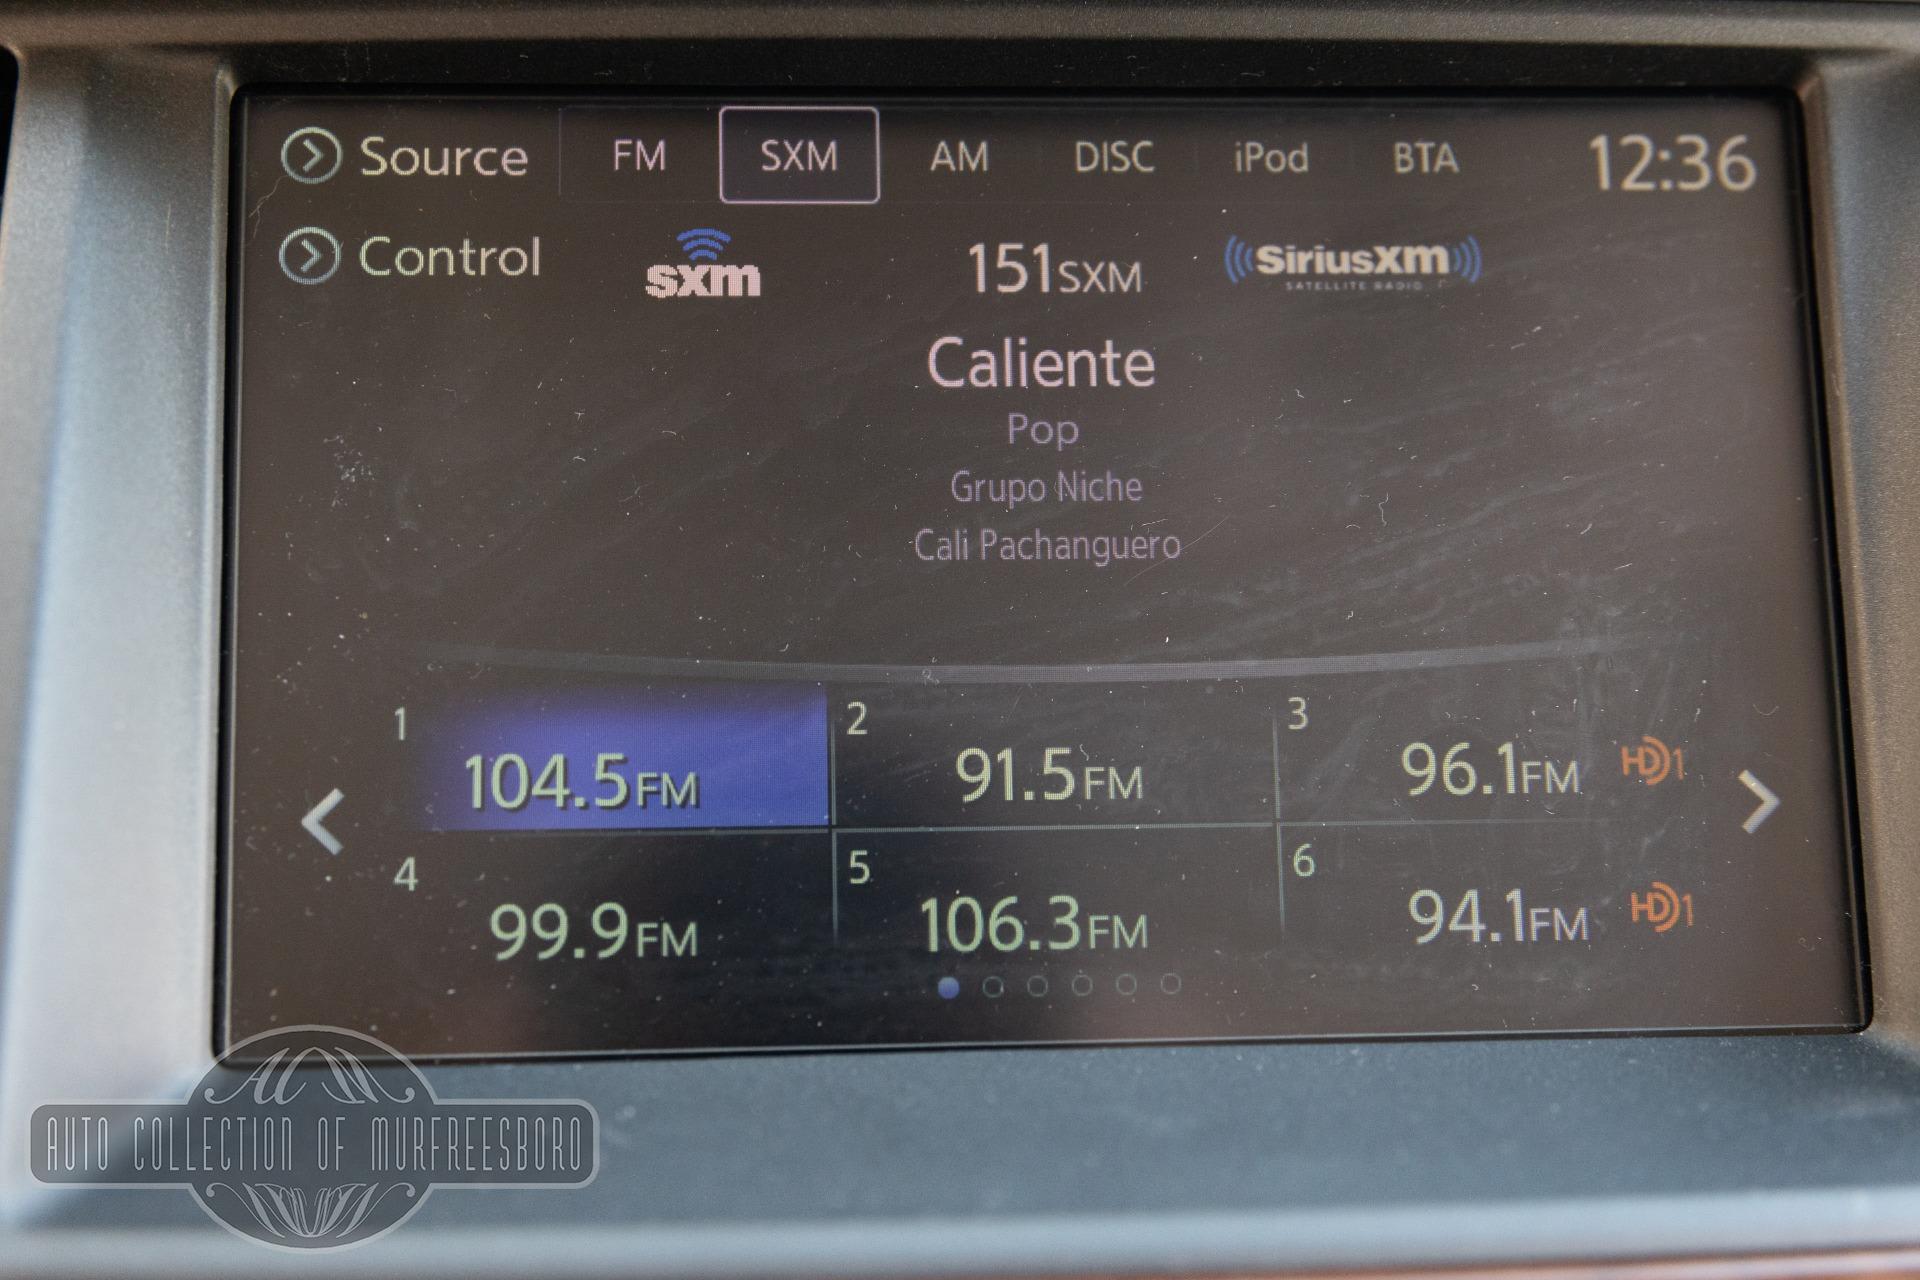 Source FM SXM AM DISC iPod BTA 12:36
Control sxm 151SXM SiriusXM
SATELLITE RADIO
Caliente
Pop
Grupo Niche
Cali Pachanguero
1 104.5FM 2 91.5FM 3 96.1FM HD1
4 99.9FM 5 106.3FM 6 94.1FM HD1
AC M
AUTO COLLECTION OF MURFREESBORO